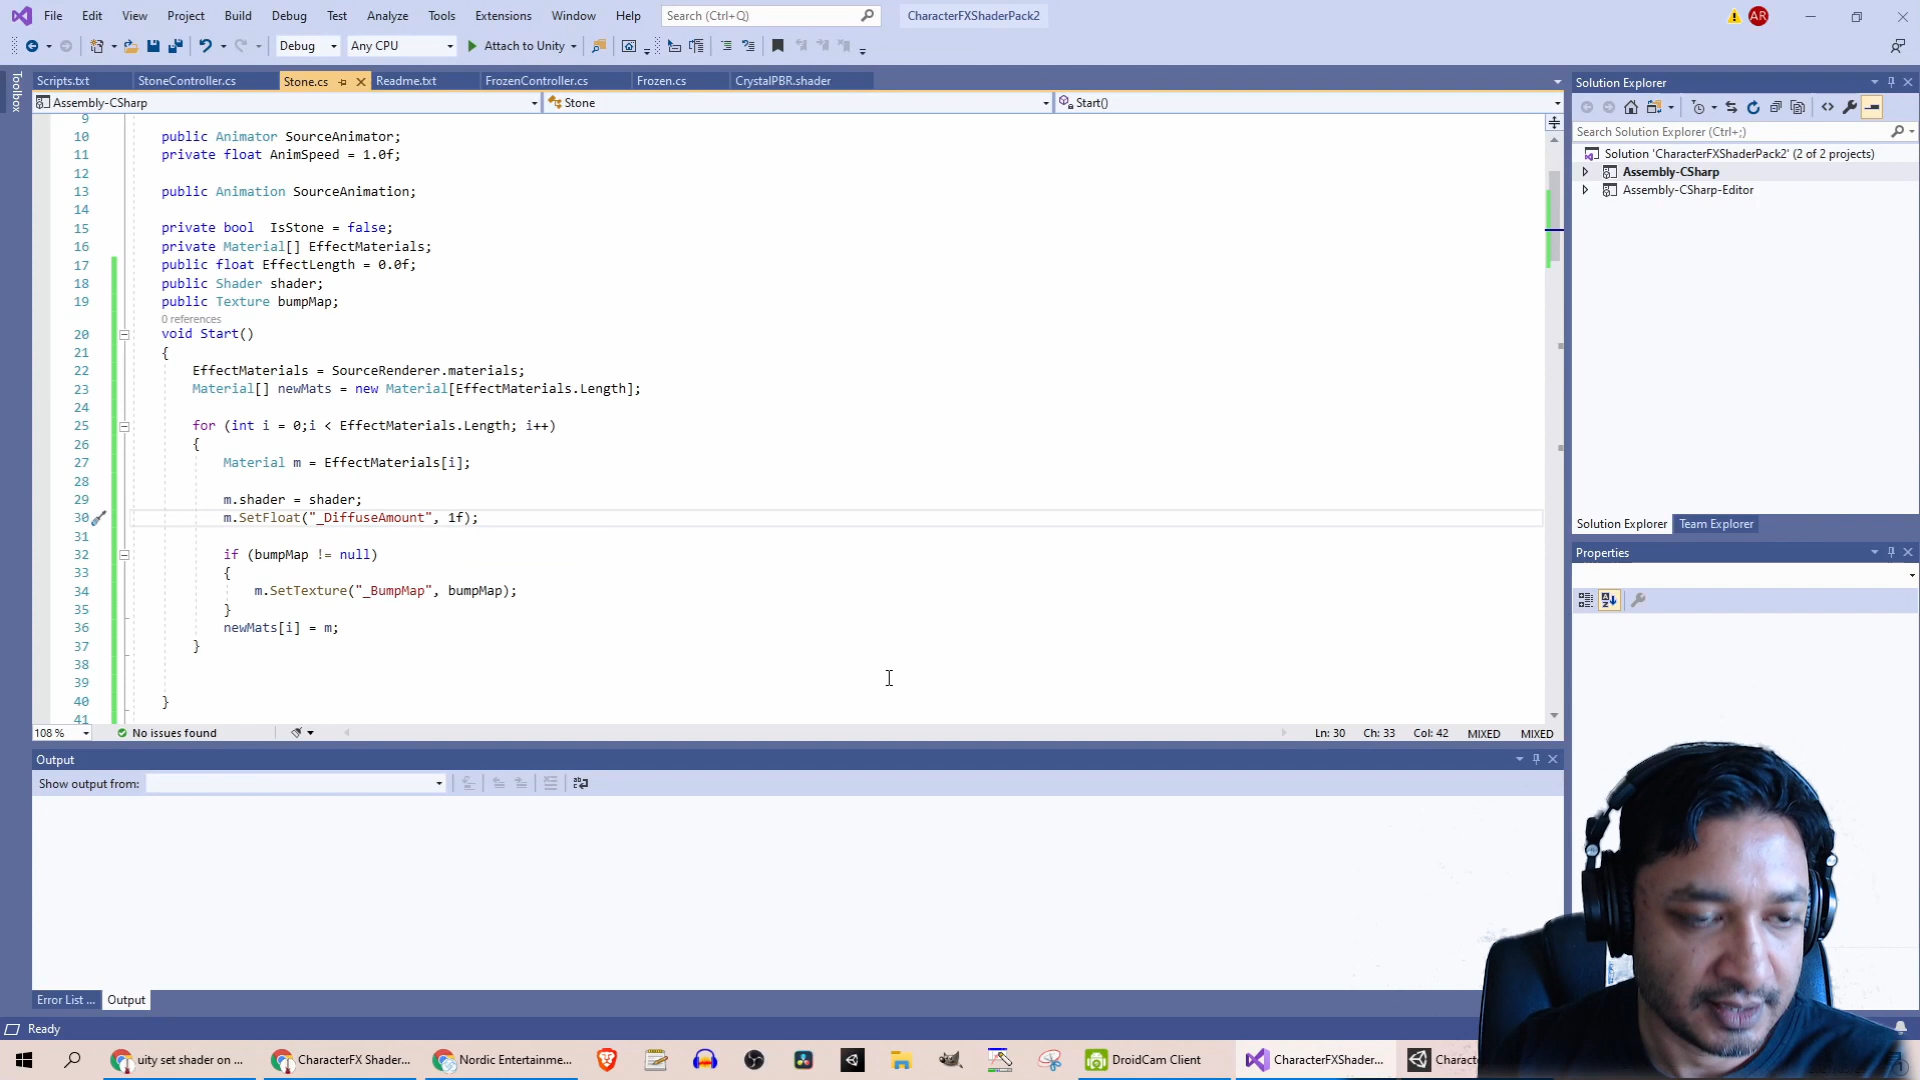 File Edit View Project Build Debug Test Analyze Tools Extensions Window Help Search (Ctrl+Q) CharacterFXShaderPack2 AR
Debug Any CPU Attach to Unity
Toolbox
Scripts.txt StoneController.cs Stone.cs Readme.txt FrozenController.cs Frozen.cs CrystalPBR.shader
Assembly-CSharp Stone Start()
9
10 public Animator SourceAnimator;
11 private float AnimSpeed = 1.0f;
12
13 public Animation SourceAnimation;
14
15 private bool IsStone = false;
16 private Material[] EffectMaterials;
17 public float EffectLength = 0.0f;
18 public Shader shader;
19 public Texture bumpMap;
0 references
20 void Start()
21 {
22 EffectMaterials = SourceRenderer.materials;
23 Material[] newMats = new Material[EffectMaterials.Length];
24
25 for (int i = 0;i < EffectMaterials.Length; i++)
26 {
27 Material m = EffectMaterials[i];
28
29 m.shader = shader;
30 m.SetFloat("_DiffuseAmount", 1f);
31
32 if (bumpMap != null)
33 {
34 m.SetTexture("_BumpMap", bumpMap);
35 }
36 newMats[i] = m;
37 }
38
39
40 }
41
108 % No issues found Ln: 30 Ch: 33 Col: 42 MIXED MIXED
Output
Show output from:
Error List ... Output
Ready
Solution Explorer
Search Solution Explorer (Ctrl+;)
Solution 'CharacterFXShaderPack2' (2 of 2 projects)
Assembly-CSharp
Assembly-CSharp-Editor
Solution Explorer Team Explorer
Properties
uity set shader on ... CharacterFX Shader... Nordic Entertainme... DroidCam Client CharacterFXShader... Charact